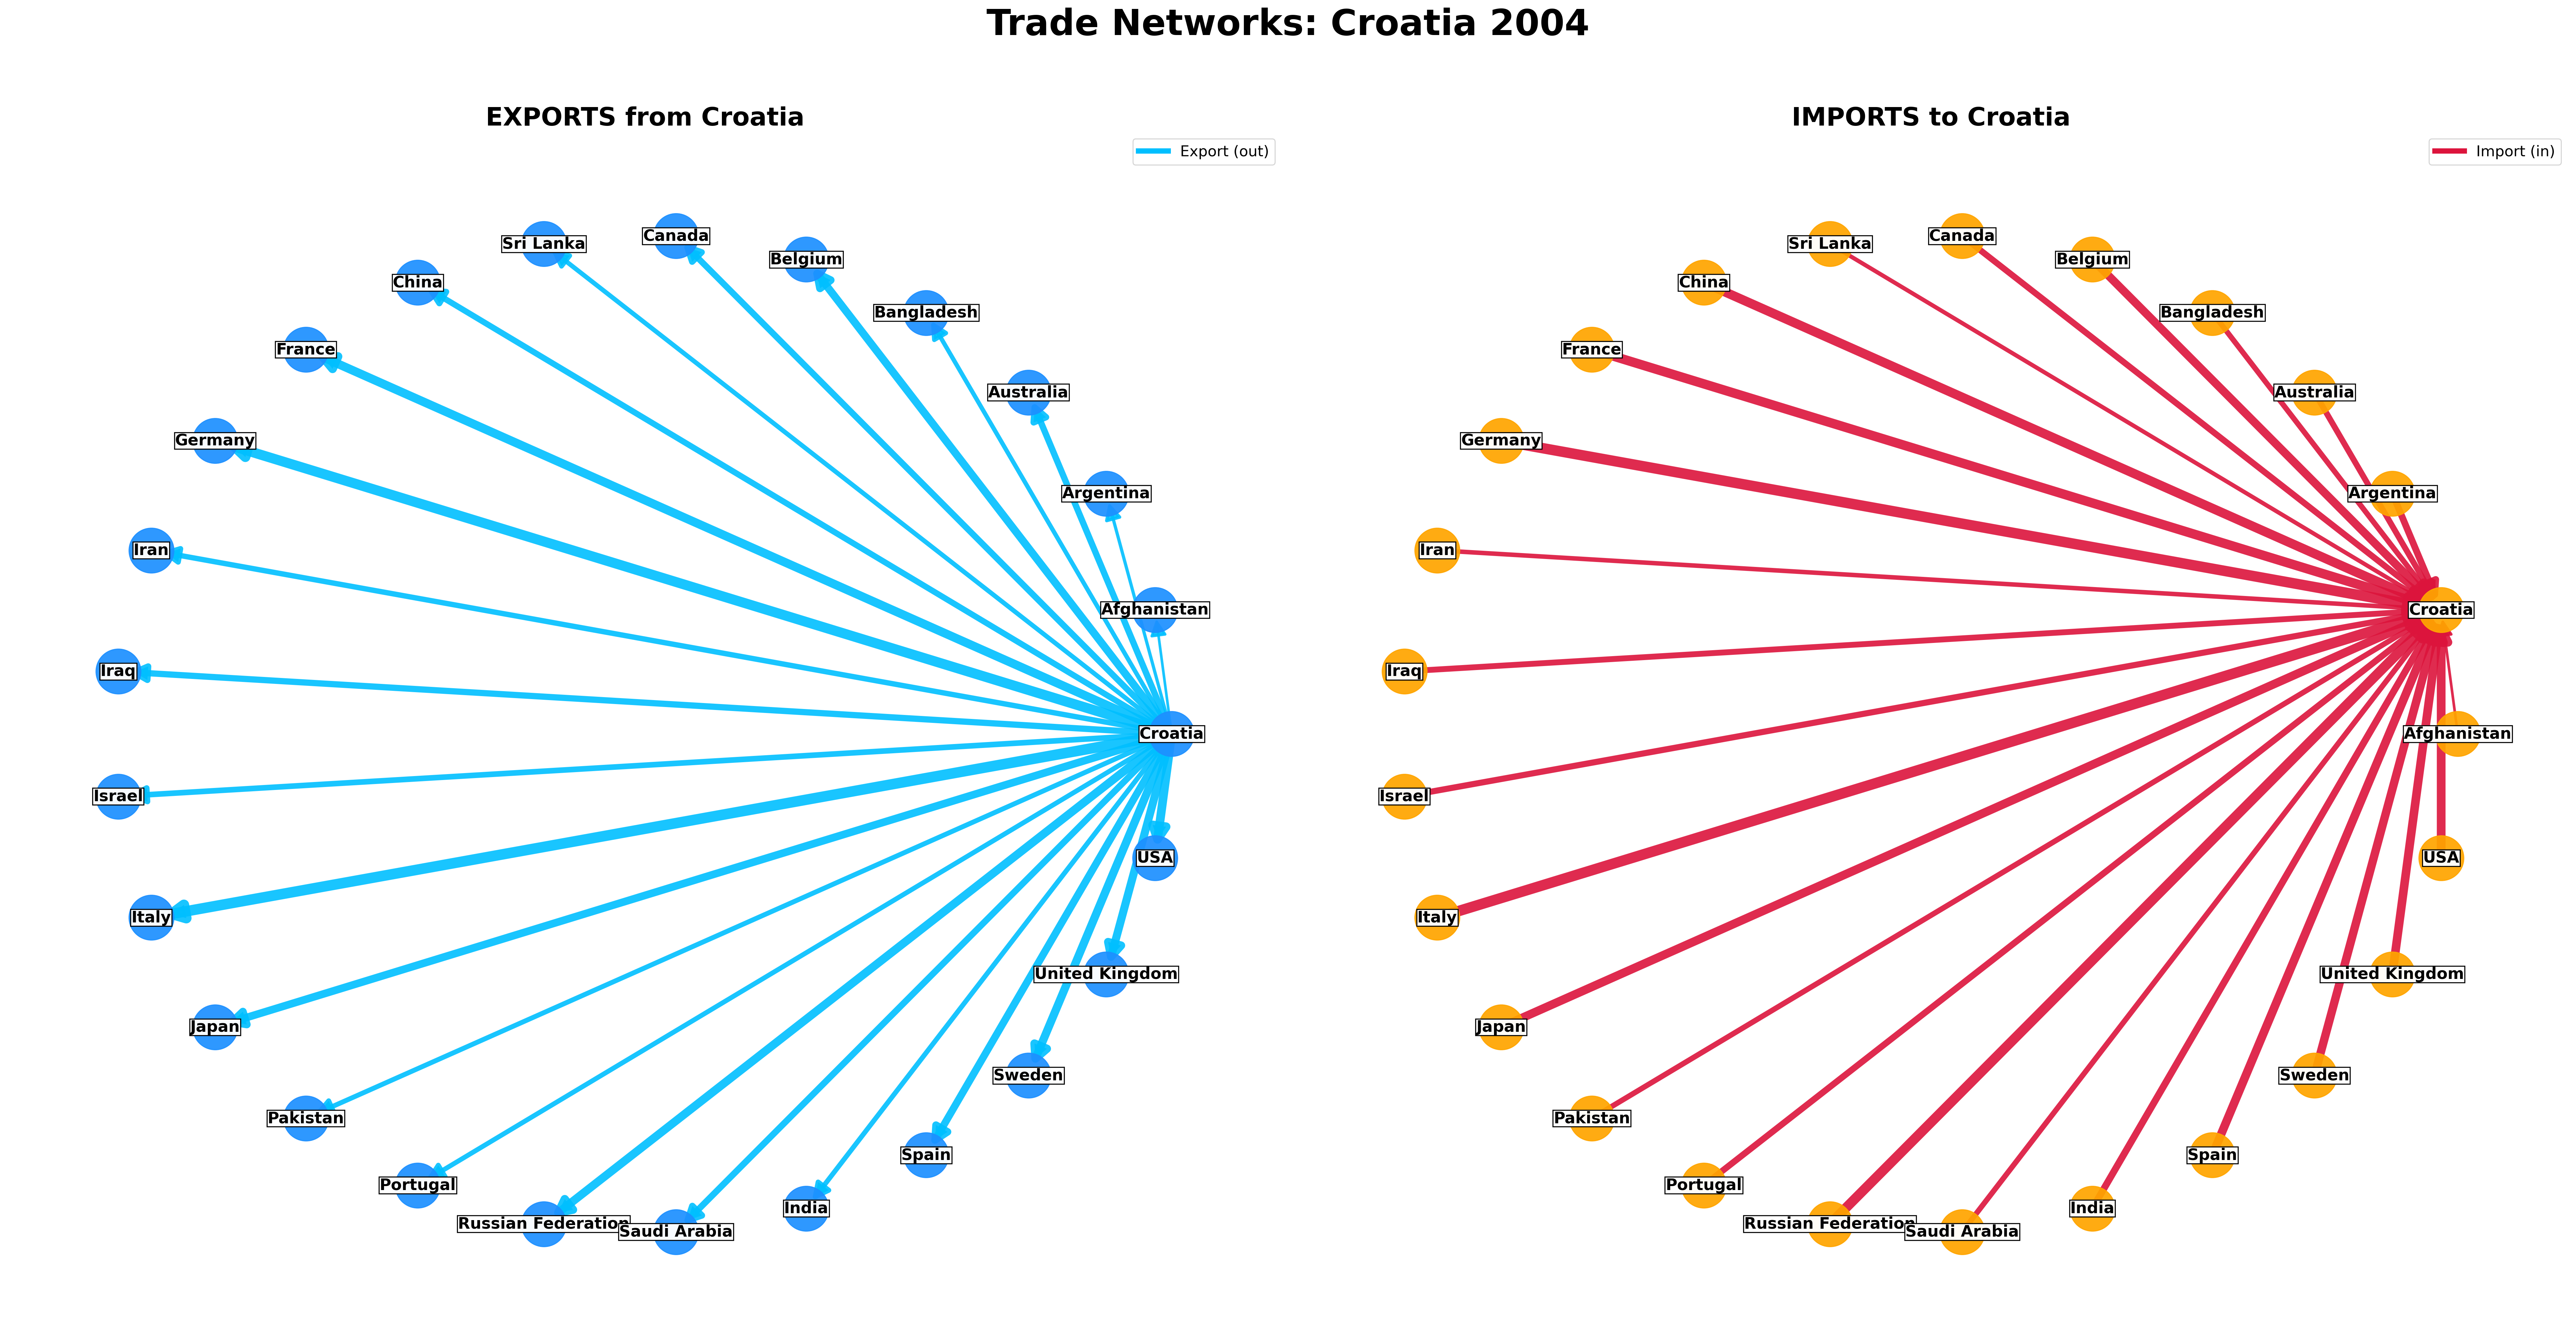 Trade Networks: Croatia 2004
EXPORTS from Croatia
Export (out)
Sri Lanka
Canada
Belgium
China
Bangladesh
France
Australia
Germany
Argentina
Iran
Afghanistan
Iraq
Croatia
Israel
USA
Italy
United Kingdom
Japan
Sweden
Pakistan
Spain
Portugal
India
Russian Federation
Saudi Arabia
IMPORTS to Croatia
Import (in)
Sri Lanka
Canada
Belgium
China
Bangladesh
France
Australia
Germany
Argentina
Iran
Croatia
Iraq
Afghanistan
Israel
USA
Italy
United Kingdom
Japan
Sweden
Pakistan
Spain
Portugal
India
Russian Federation
Saudi Arabia